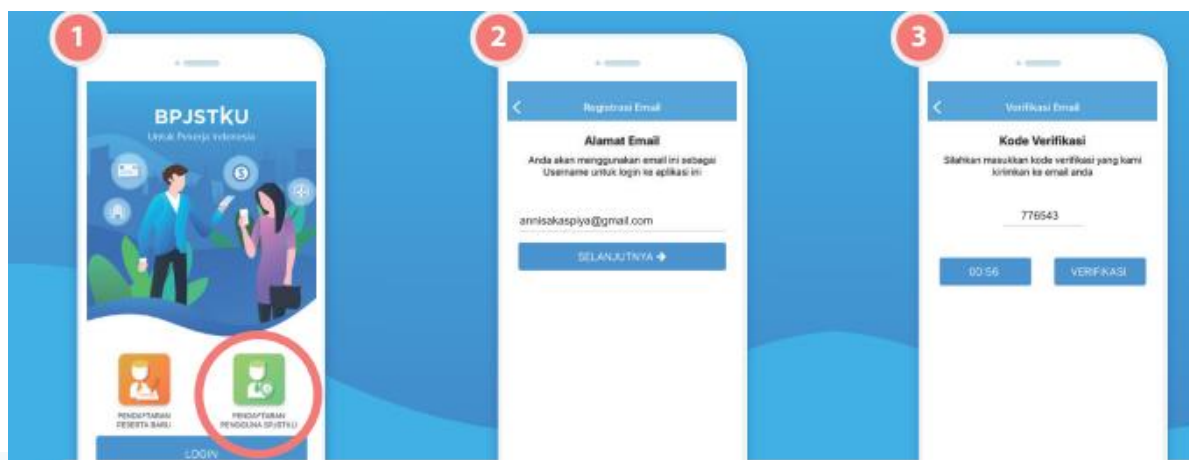 1
BPJSTKU
Untuk Pekerja Indonesia
PENDAFTARAN
PESERTA BARU
PENDAFTARAN
PENGGUNA BPJSTKU
LOGIN
2
Registrasi Email
Alamat Email
Anda akan menggunakan email ini sebagai
Username untuk login ke aplikasi ini
annisakaspiya@gmail.com
SELANJUTNYA →
3
Verifikasi Email
Kode Verifikasi
Silahkan masukkan kode verifikasi yang kami
kirimkan ke email anda
776543
00:56
VERIFIKASI